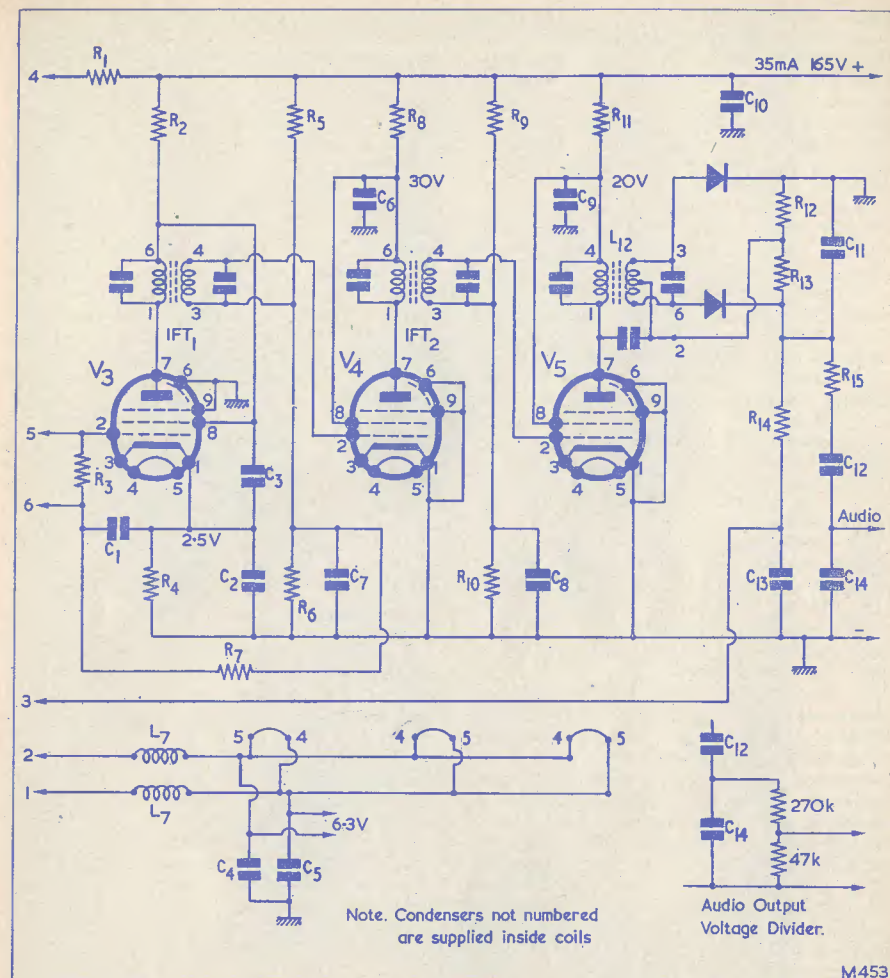 R1
4
35mA 165V +
C10
R2
R5
R8
R9
R11
30V
20V
C6
C9
R12
R13
C11
6
4
1
3
IFT1
6
4
1
3
IFT2
4
L12
3
6
1
2
V3
7
6
9
8
2
3
4
5
1
V4
7
6
9
8
2
3
4
5
1
V5
7
6
9
8
2
3
4
5
1
R14
R15
5
R3
6
C3
C12
Audio
C1
2·5V
R4
C2
R6
C7
R10
C8
C13
C14
–
R7
3
2
L7
5
4
4
5
4
5
1
L7
6·3V
C4
C5
C12
C14
270k
47k
Note. Condensers not numbered
are supplied inside coils
Audio Output
Voltage Divider.
M453